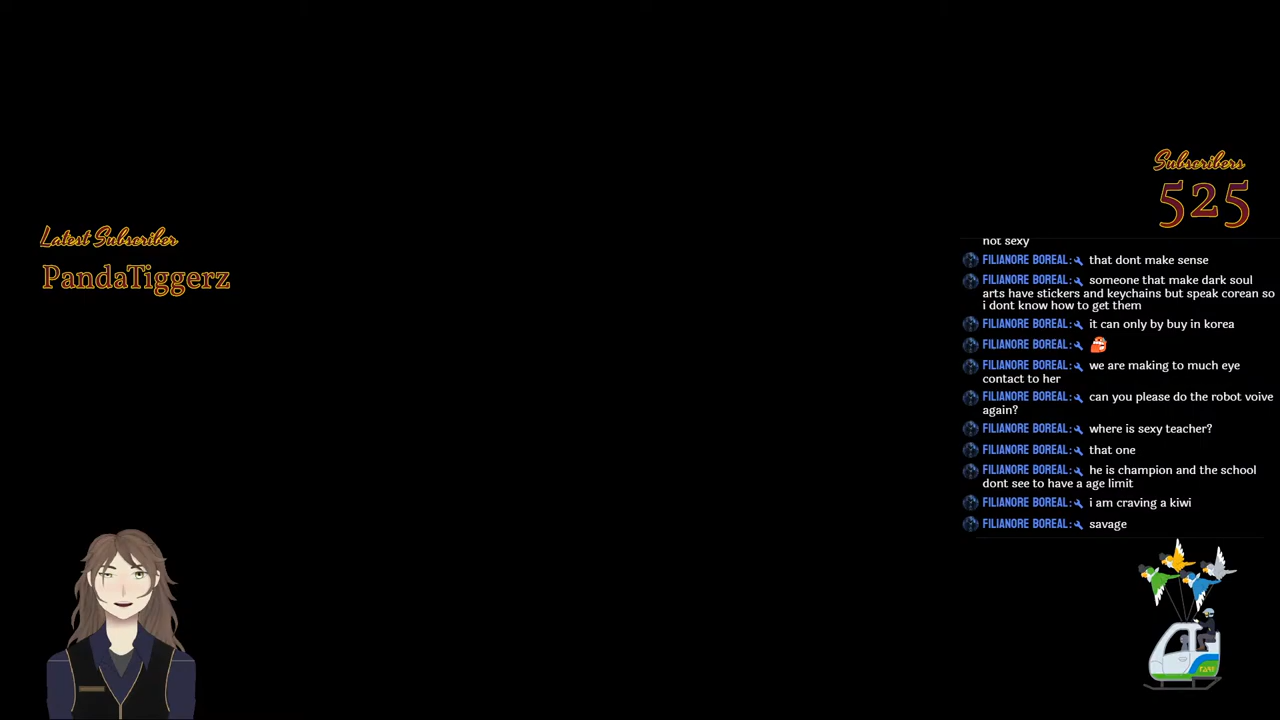 Subscribers
525
Latest Subscriber
PandaTiggerz
not sexy
FILIANORE BOREAL: that dont make sense
FILIANORE BOREAL: someone that make dark soul
arts have stickers and keychains but speak corean so
i dont know how to get them
FILIANORE BOREAL: it can only by buy in korea
FILIANORE BOREAL:
FILIANORE BOREAL: we are making to much eye
contact to her
FILIANORE BOREAL: can you please do the robot voive
again?
FILIANORE BOREAL: where is sexy teacher?
FILIANORE BOREAL: that one
FILIANORE BOREAL: he is champion and the school
dont see to have a age limit
FILIANORE BOREAL: i am craving a kiwi
FILIANORE BOREAL: savage